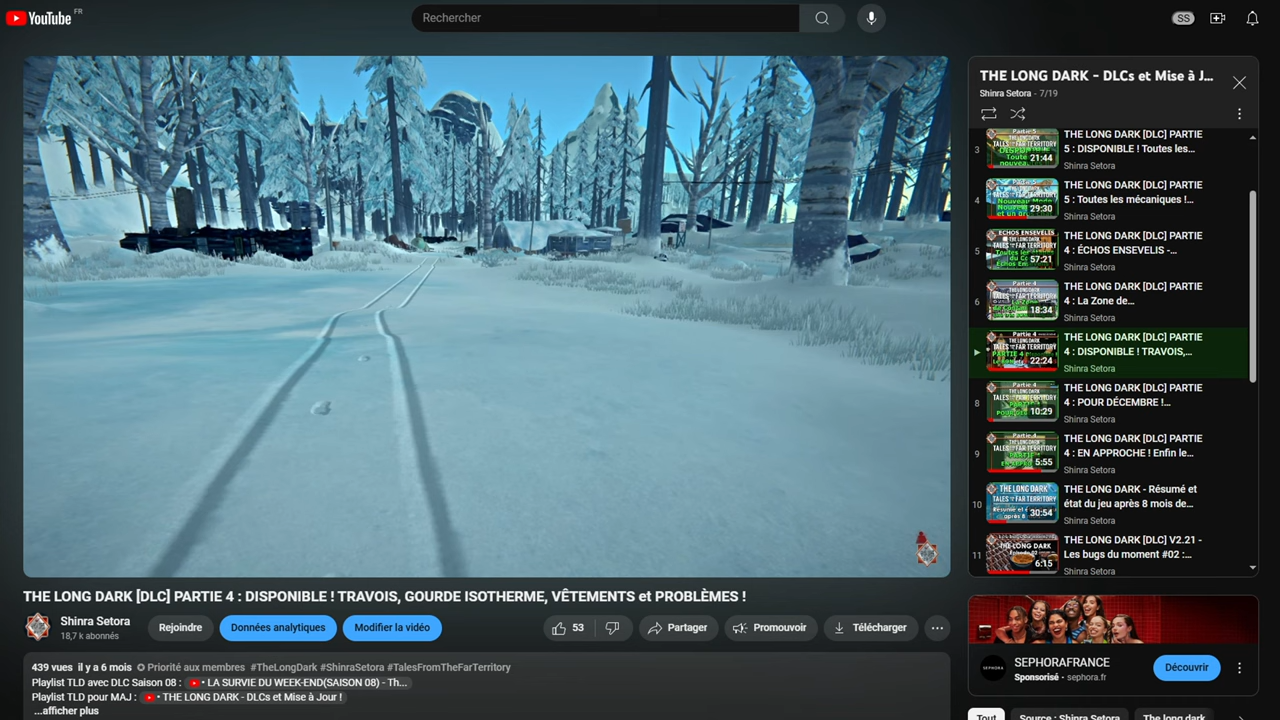 YouTube FR
Rechercher
SS
THE LONG DARK - DLCs et Mise à J...
Shinra Setora - 7/19
3
21:44
THE LONG DARK [DLC] PARTIE
5 : DISPONIBLE ! Toutes les...
Shinra Setora
4
29:30
THE LONG DARK [DLC] PARTIE
5 : Toutes les mécaniques !...
Shinra Setora
5
57:21
THE LONG DARK [DLC] PARTIE
4 : ÉCHOS ENSEVELIS -...
Shinra Setora
6
18:34
THE LONG DARK [DLC] PARTIE
4 : La Zone de...
Shinra Setora
22:24
THE LONG DARK [DLC] PARTIE
4 : DISPONIBLE ! TRAVOIS,...
Shinra Setora
8
10:29
THE LONG DARK [DLC] PARTIE
4 : POUR DÉCEMBRE !...
Shinra Setora
9
5:55
THE LONG DARK [DLC] PARTIE
4 : EN APPROCHE ! Enfin le...
Shinra Setora
10
30:54
THE LONG DARK - Résumé et
état du jeu après 8 mois de...
Shinra Setora
11
6:15
THE LONG DARK [DLC] V2.21 -
Les bugs du moment #02 :...
Shinra Setora
THE LONG DARK [DLC] PARTIE 4 : DISPONIBLE ! TRAVOIS, GOURDE ISOTHERME, VÊTEMENTS et PROBLÈMES !
Shinra Setora
18,7 k abonnés
Rejoindre
Données analytiques
Modifier la vidéo
53
Partager
Promouvoir
Télécharger
439 vues il y a 6 mois Priorité aux membres #TheLongDark #ShinraSetora #TalesFromTheFarTerritory
Playlist TLD avec DLC Saison 08 : • LA SURVIE DU WEEK-END(SAISON 08) - Th...
Playlist TLD pour MAJ : • THE LONG DARK - DLCs et Mise à Jour !
...afficher plus
SEPHORA
SEPHORAFRANCE
Sponsorisé - sephora.fr
Découvrir
Tout
Source : Shinra Setora
The long dark